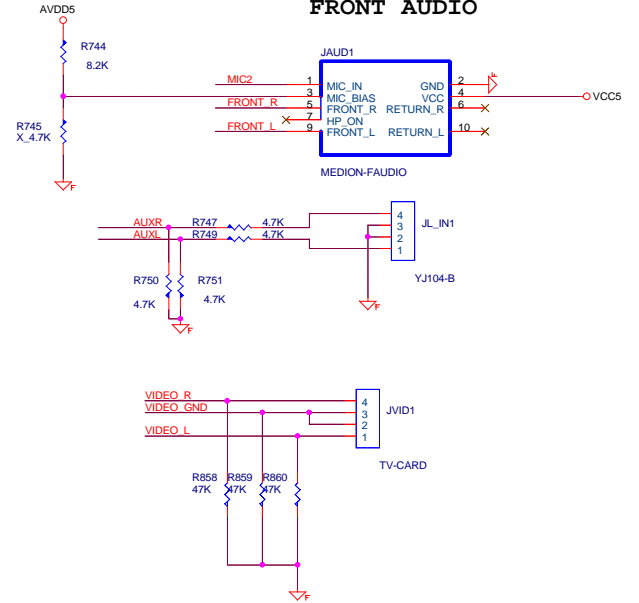 FRONT AUDIO
AVDD5
R744
8.2K
JAUD1
MIC2
1
MIC_IN
GND
2
F
3
MIC_BIAS
VCC
4
VCC5
FRONT_R
5
FRONT_R
RETURN_R
6
7
HP_ON
FRONT_L
9
FRONT_L
RETURN_L
10
R745
X_4.7K
MEDION-FAUDIO
F
AUXR
R747
4.7K
4
JL_IN1
3
AUXL
R749
4.7K
2
1
R750
R751
YJ104-B
4.7K
4.7K
F
F
VIDEO_R
4
VIDEO_GND
3
JVID1
2
VIDEO_L
1
TV-CARD
R858
R859
R860
47K
47K
47K
F